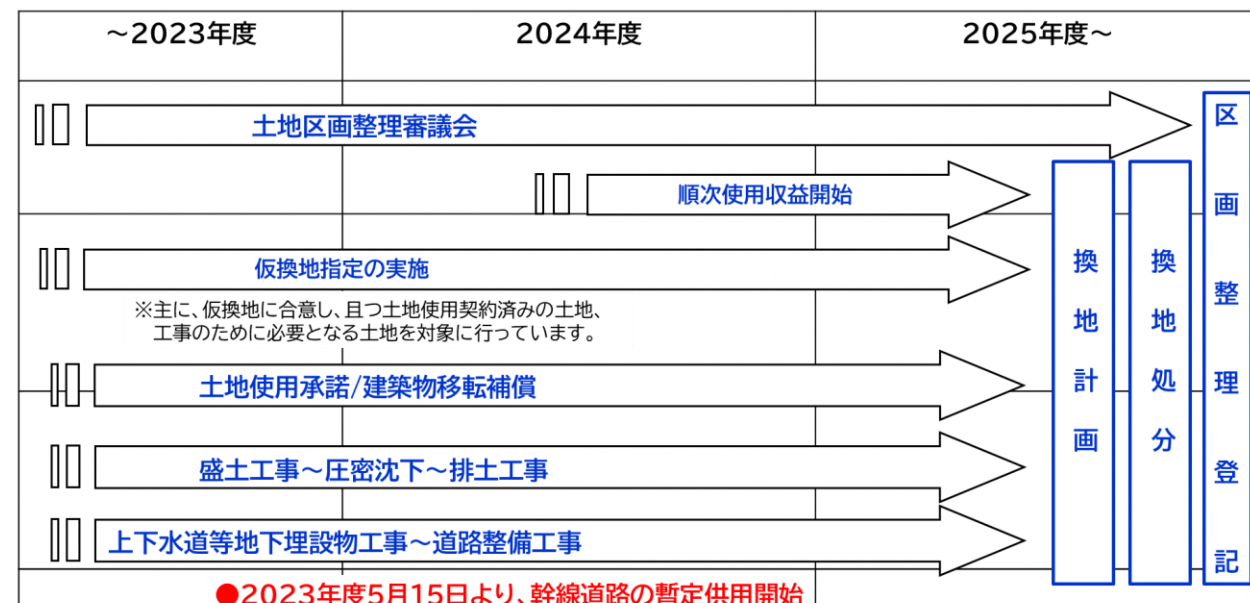 ～2023年度
2024年度
2025年度～
土地区画整理審議会
順次使用収益開始
仮換地指定の実施
※主に、仮換地に合意し、且つ土地使用契約済みの土地、
工事のために必要となる土地を対象に行っています。
土地使用承諾/建築物移転補償
盛土工事～圧密沈下～排土工事
上下水道等地下埋設物工事～道路整備工事
●2023年度5月15日より、幹線道路の暫定供用開始
換地計画
換地処分
区画整理登記